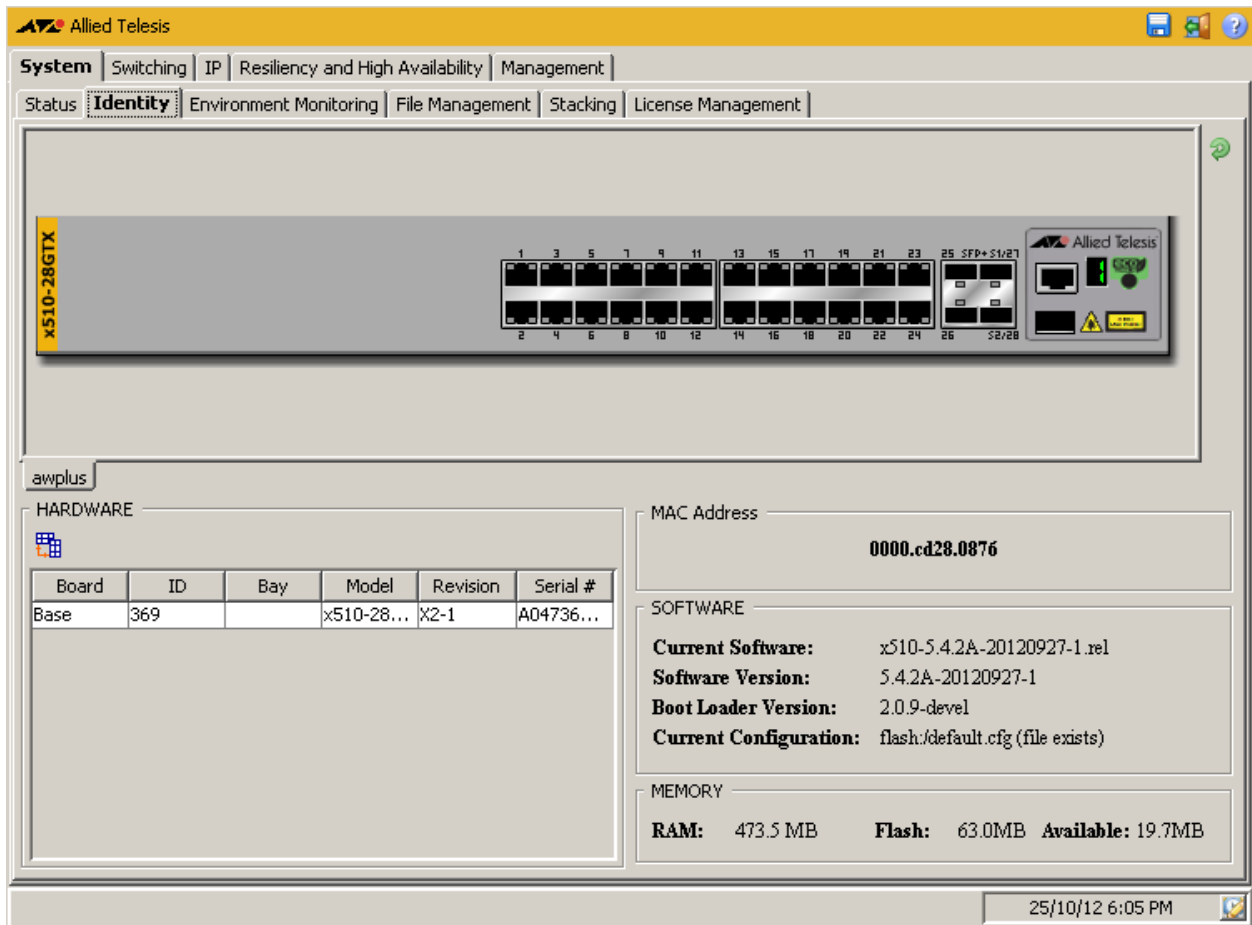 Allied Telesis
System Switching IP Resiliency and High Availability Management
Status Identity Environment Monitoring File Management Stacking License Management
x510-28GTX
1 3 5 7 9 11 13 15 17 19 21 23 25 SFP+ S1/27
Allied Telesis
eco
2 4 6 8 10 12 14 16 18 20 22 24 26 S2/28
awplus
HARDWARE
Board ID Bay Model Revision Serial #
Base 369 x510-28... X2-1 A04736...
MAC Address
0000.cd28.0876
SOFTWARE
Current Software: x510-5.4.2A-20120927-1.rel
Software Version: 5.4.2A-20120927-1
Boot Loader Version: 2.0.9-devel
Current Configuration: flash:/default.cfg (file exists)
MEMORY
RAM: 473.5 MB Flash: 63.0MB Available: 19.7MB
25/10/12 6:05 PM